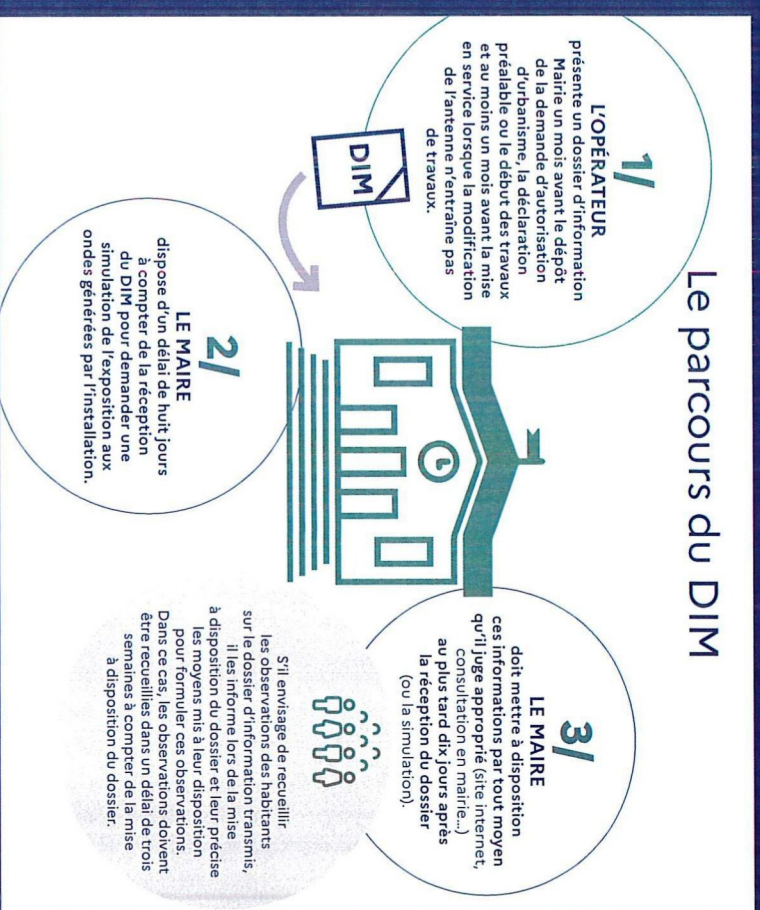 Le parcours du DIM
1/
L'OPÉRATEUR
présente un dossier d'information
Mairie un mois avant le dépôt
de la demande d'autorisation
d'urbanisme, la déclaration
préalable ou le début des travaux
et au moins un mois avant la mise
en service lorsque la modification
de l'antenne n'entraîne pas
de travaux.
DIM
2/
LE MAIRE
dispose d'un délai de huit jours
à compter de la réception
du DIM pour demander une
simulation de l'exposition aux
ondes générées par l'installation.
3/
LE MAIRE
doit mettre à disposition
ces informations par tout moyen
qu'il juge approprié (site internet,
consultation en mairie...)
au plus tard dix jours après
la réception du dossier
(ou la simulation).
S'il envisage de recueillir
les observations des habitants
sur le dossier d'information transmis,
il les informe lors de la mise
à disposition du dossier et leur précise
les moyens mis à leur disposition
pour formuler ces observations.
Dans ce cas, les observations doivent
être recueillies dans un délai de trois
semaines à compter de la mise
à disposition du dossier.